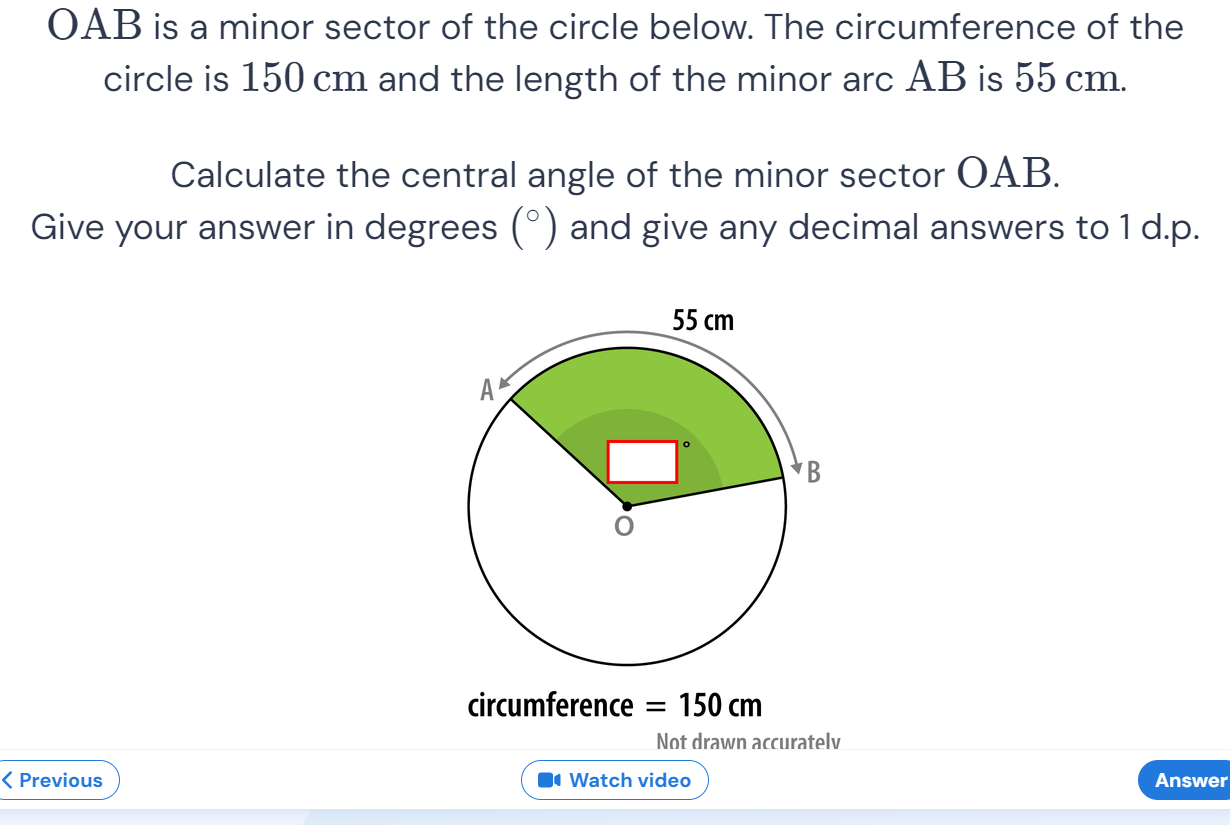 OAB is a minor sector of the circle below. The circumference of the
circle is 150 cm and the length of the minor arc AB is 55 cm.
Calculate the central angle of the minor sector OAB.
Give your answer in degrees (°) and give any decimal answers to 1 d.p.
55 cm
A
°
B
O
circumference = 150 cm
Not drawn accurately
Previous
Watch video
Answer